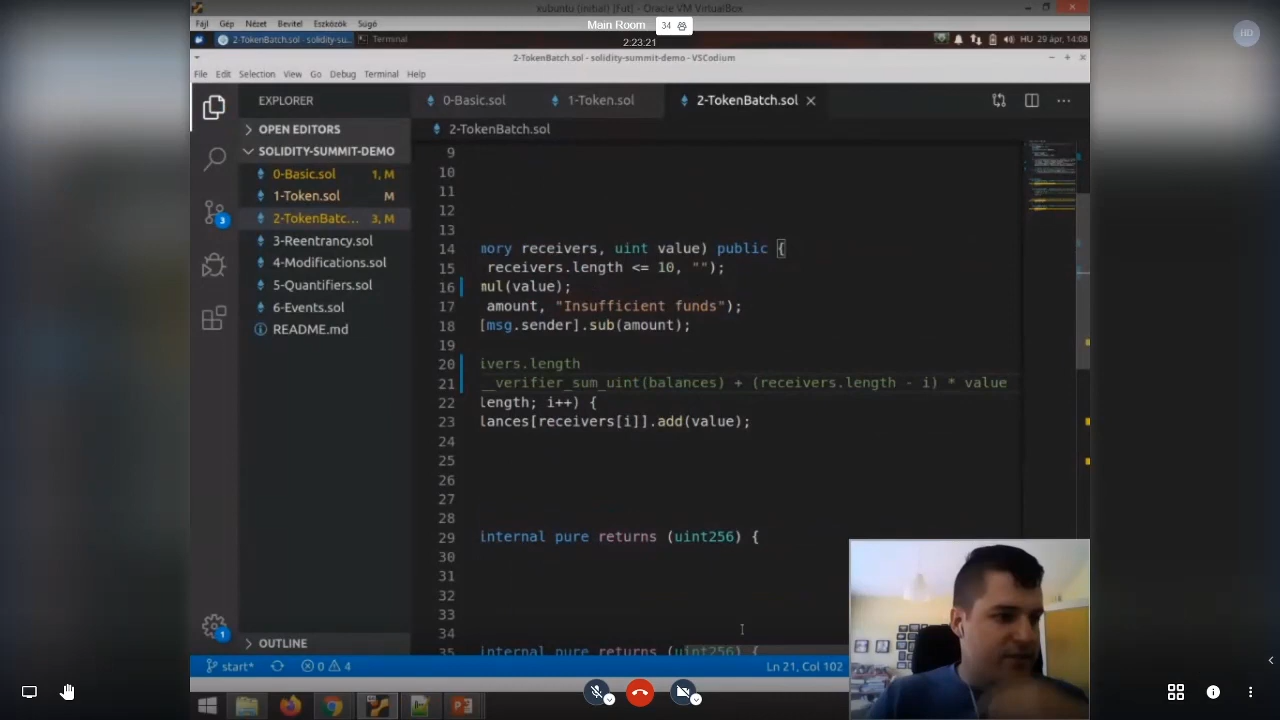 xubuntu (initial) [Fut] - Oracle VM VirtualBox
Fájl Gép Nézet Bevitel Eszközök Súgó
Main Room 34
2:23:21
HD
2-TokenBatch.sol - solidity-su... Terminal HU 29 ápr, 14:08
2-TokenBatch.sol - solidity-summit-demo - VSCodium
File Edit Selection View Go Debug Terminal Help
EXPLORER 0-Basic.sol 1-Token.sol 2-TokenBatch.sol
OPEN EDITORS
SOLIDITY-SUMMIT-DEMO
0-Basic.sol 1, M
1-Token.sol M
2-TokenBatc... 3, M
3-Reentrancy.sol
4-Modifications.sol
5-Quantifiers.sol
6-Events.sol
README.md
OUTLINE
3
1
2-TokenBatch.sol
9
10
11
12
13
14 mory receivers, uint value) public {
15 receivers.length <= 10, "");
16 mul(value);
17 amount, "Insufficient funds");
18 [msg.sender].sub(amount);
19
20 ivers.length
21 __verifier_sum_uint(balances) + (receivers.length - i) * value
22 length; i++) {
23 lances[receivers[i]].add(value);
24
25
26
27
28
29 internal pure returns (uint256) {
30
31
32
33
34
35 internal pure returns (uint256) {
start* 0 4 Ln 21, Col 102